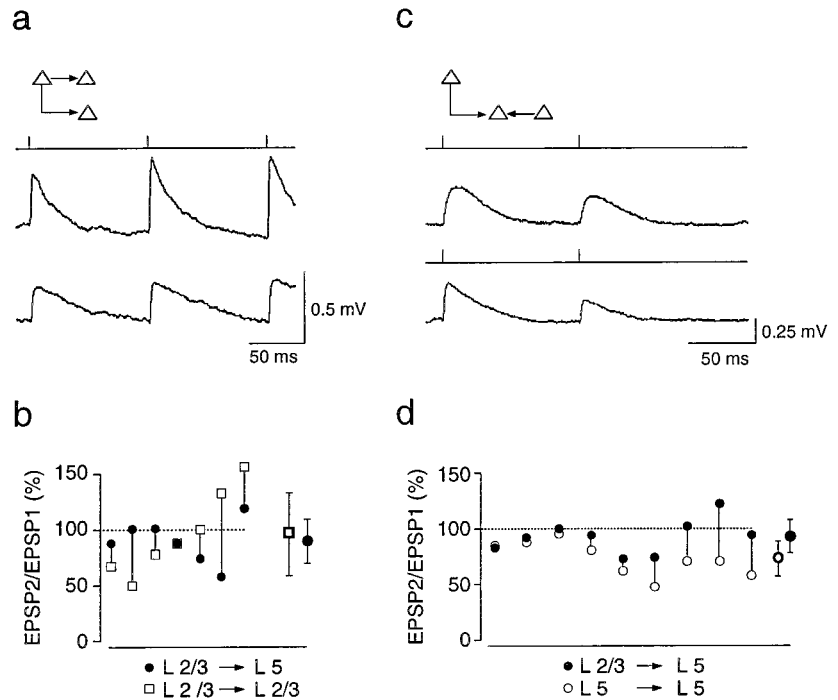 a
0.5 mV
50 ms
b
EPSP2/EPSP1 (%)
150
100
50
0
● L 2/3 → L 5
□ L 2/3 → L 2/3
c
0.25 mV
50 ms
d
EPSP2/EPSP1 (%)
150
100
50
0
● L 2/3 → L 5
○ L 5 → L 5